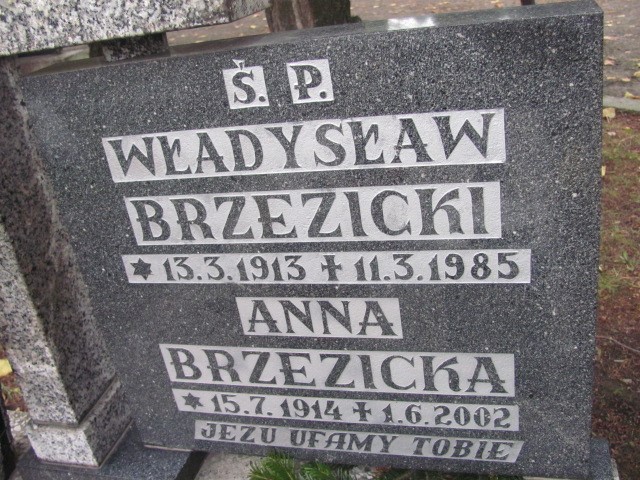 Ś. P.
WŁADYSŁAW
BRZEZICKI
✶ 13.3.1913 ✝ 11.3.1985
ANNA
BRZEZICKA
✶ 15.7.1914 ✝ 1.6.2002
JEZU UFAMY TOBIE